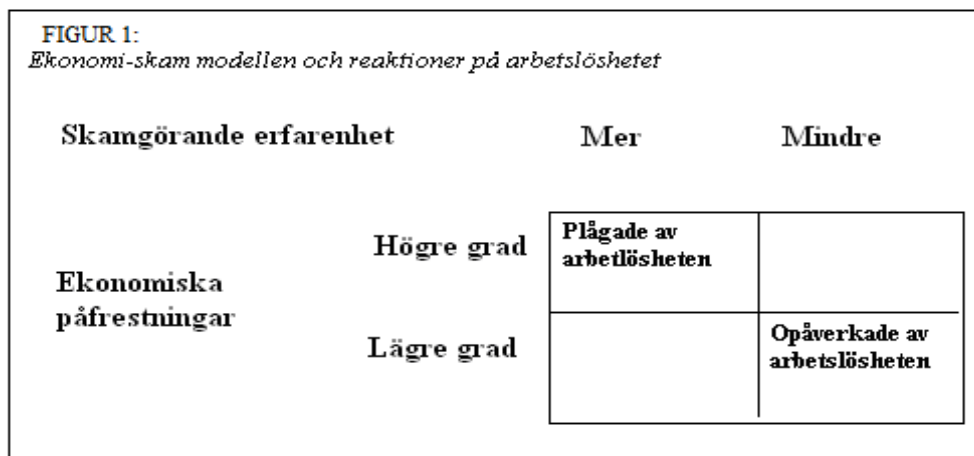 FIGUR 1:
Ekonomi-skam modellen och reaktioner på arbetslöshetet
Skamgörande erfarenhet Mer Mindre
Högre grad
Plågade av
arbetlösheten
Ekonomiska
påfrestningar
Lägre grad
Opåverkade av
arbetslösheten